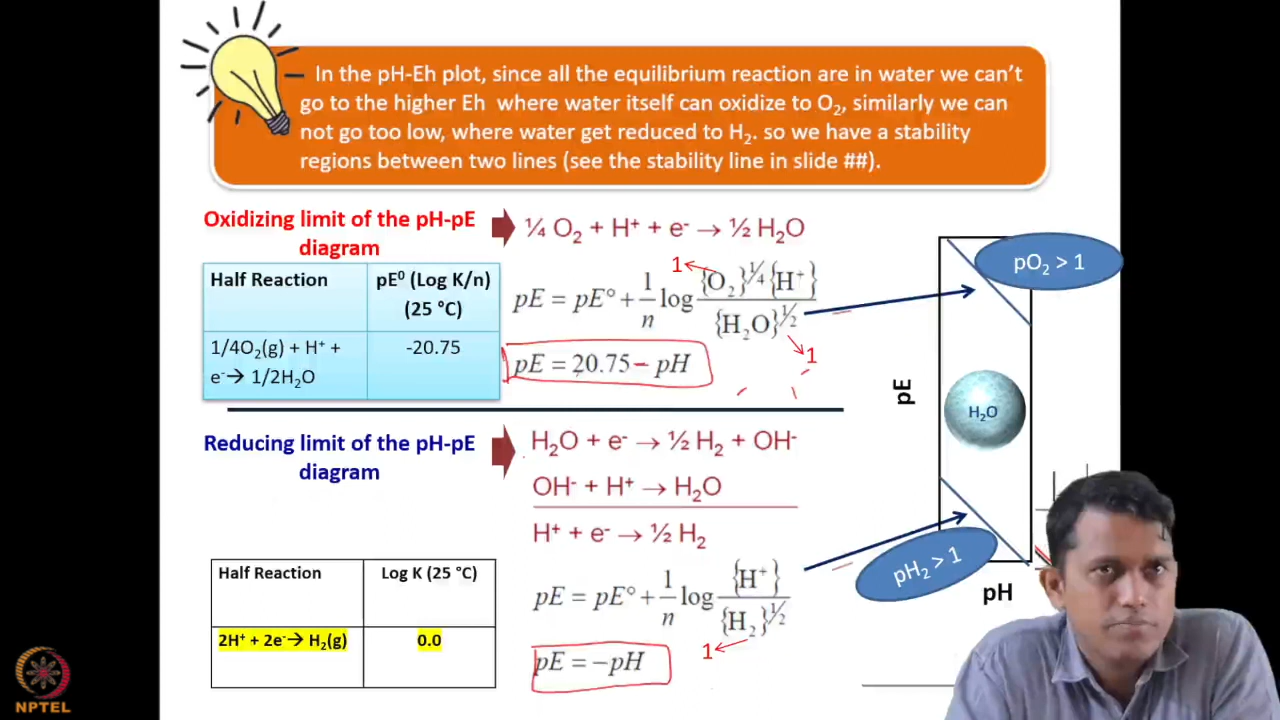 In the pH-Eh plot, since all the equilibrium reaction are in water we can't
go to the higher Eh where water itself can oxidize to O₂, similarly we can
not go too low, where water get reduced to H₂. so we have a stability
regions between two lines (see the stability line in slide ##).
Oxidizing limit of the pH-pE
diagram
¼ O₂ + H⁺ + e⁻ → ½ H₂O
Half Reaction
pE⁰ (Log K/n)
(25 °C)
1/4O₂(g) + H⁺ +
e⁻→ 1/2H₂O
-20.75
1
pE = pE° + 1/n log {O₂}^¼{H⁺} / {H₂O}^½
1
pE = 20.75 − pH
Reducing limit of the pH-pE
diagram
H₂O + e⁻ → ½ H₂ + OH⁻
OH⁻ + H⁺ → H₂O
H⁺ + e⁻ → ½ H₂
Half Reaction
Log K (25 °C)
2H⁺ + 2e⁻→ H₂(g)
0.0
pE = pE° + 1/n log {H⁺} / {H₂}^½
1
pE = −pH
pO₂ > 1
pE
H₂O
pH₂ > 1
pH
NPTEL